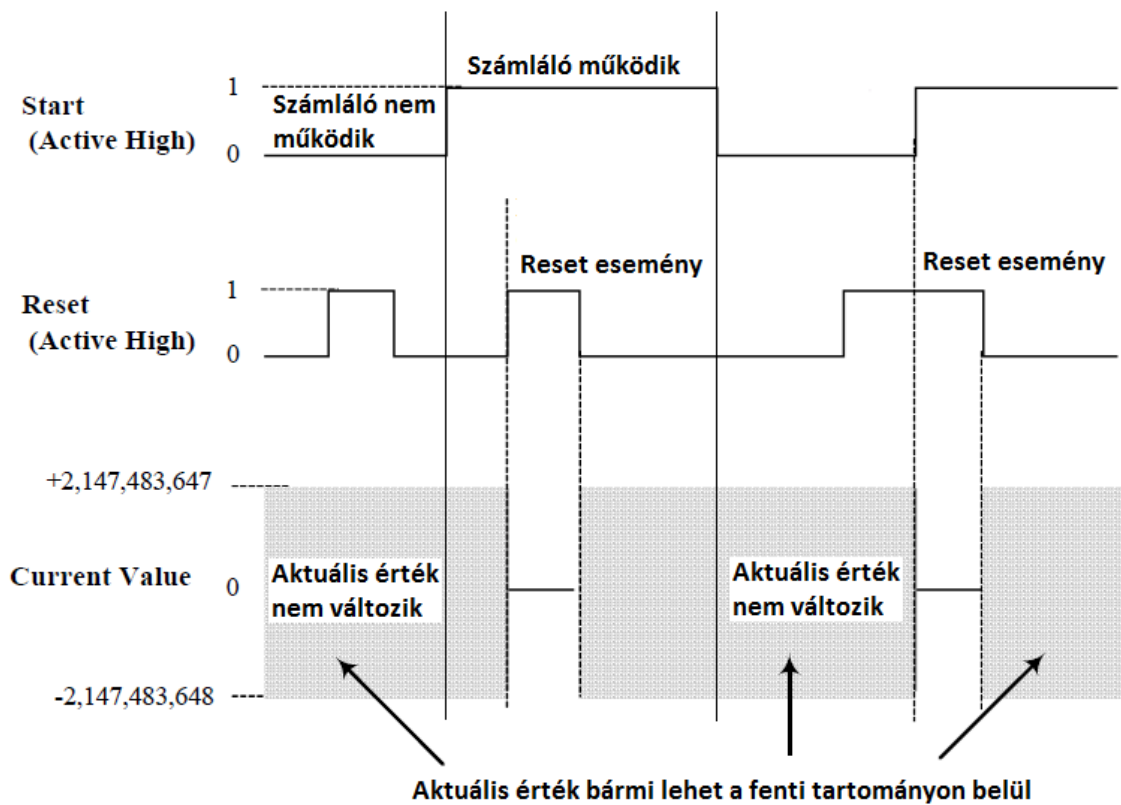 Számláló működik
Start
(Active High)
1
0
Számláló nem
működik
Reset esemény
Reset esemény
Reset
(Active High)
1
0
+2,147,483,647
Current Value
0
-2,147,483,648
Aktuális érték
nem változik
Aktuális érték
nem változik
Aktuális érték bármi lehet a fenti tartományon belül